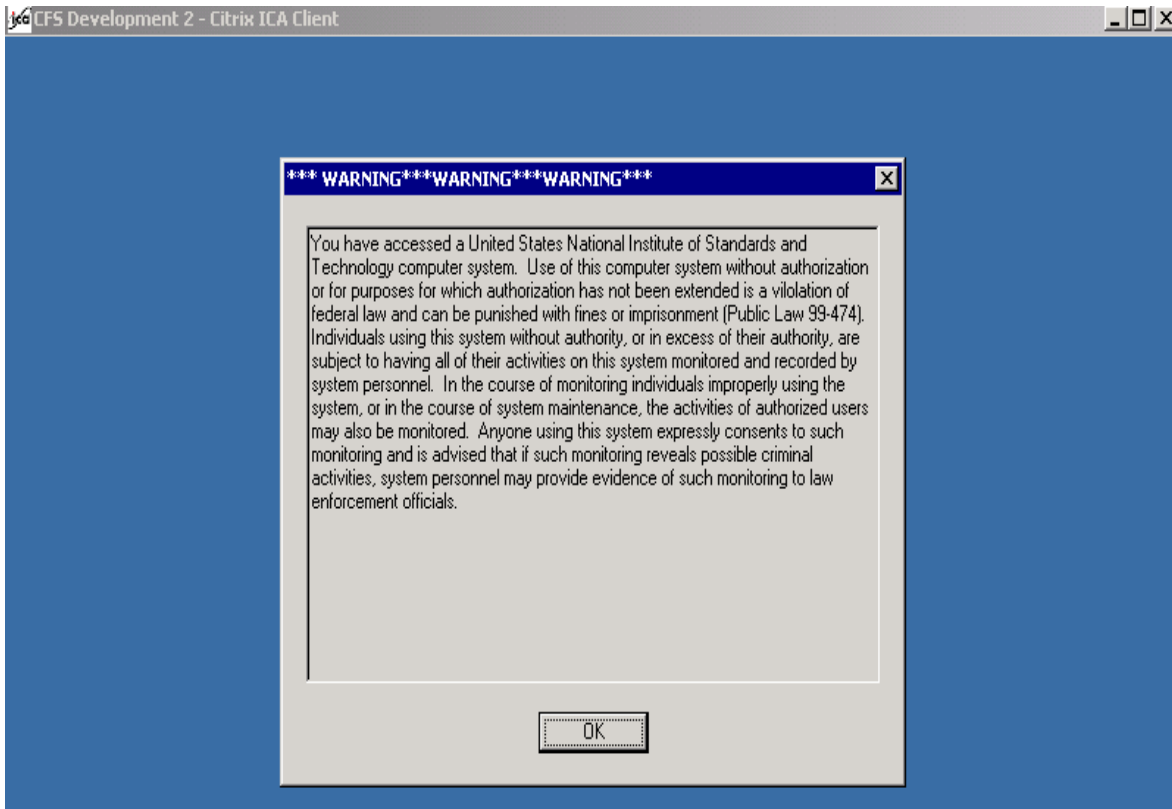 ica CFS Development 2 - Citrix ICA Client
*** WARNING***WARNING***WARNING***
You have accessed a United States National Institute of Standards and
Technology computer system.  Use of this computer system without authorization
or for purposes for which authorization has not been extended is a vilolation of
federal law and can be punished with fines or imprisonment (Public Law 99-474).
Individuals using this system without authority, or in excess of their authority, are
subject to having all of their activities on this system monitored and recorded by
system personnel.  In the course of monitoring individuals improperly using the
system, or in the course of system maintenance, the activities of authorized users
may also be monitored.  Anyone using this system expressly consents to such
monitoring and is advised that if such monitoring reveals possible criminal
activities, system personnel may provide evidence of such monitoring to law
enforcement officials.
OK